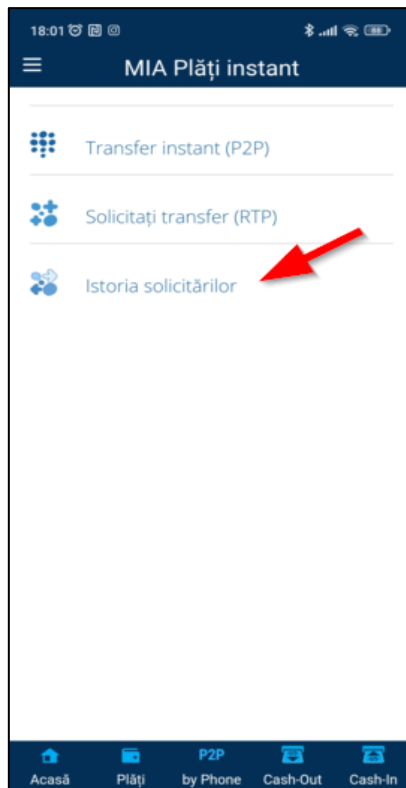 18:01
MIA Plăți instant
Transfer instant (P2P)
Solicitați transfer (RTP)
Istoria solicitărilor
P2P
Acasă Plăți by Phone Cash-Out Cash-In